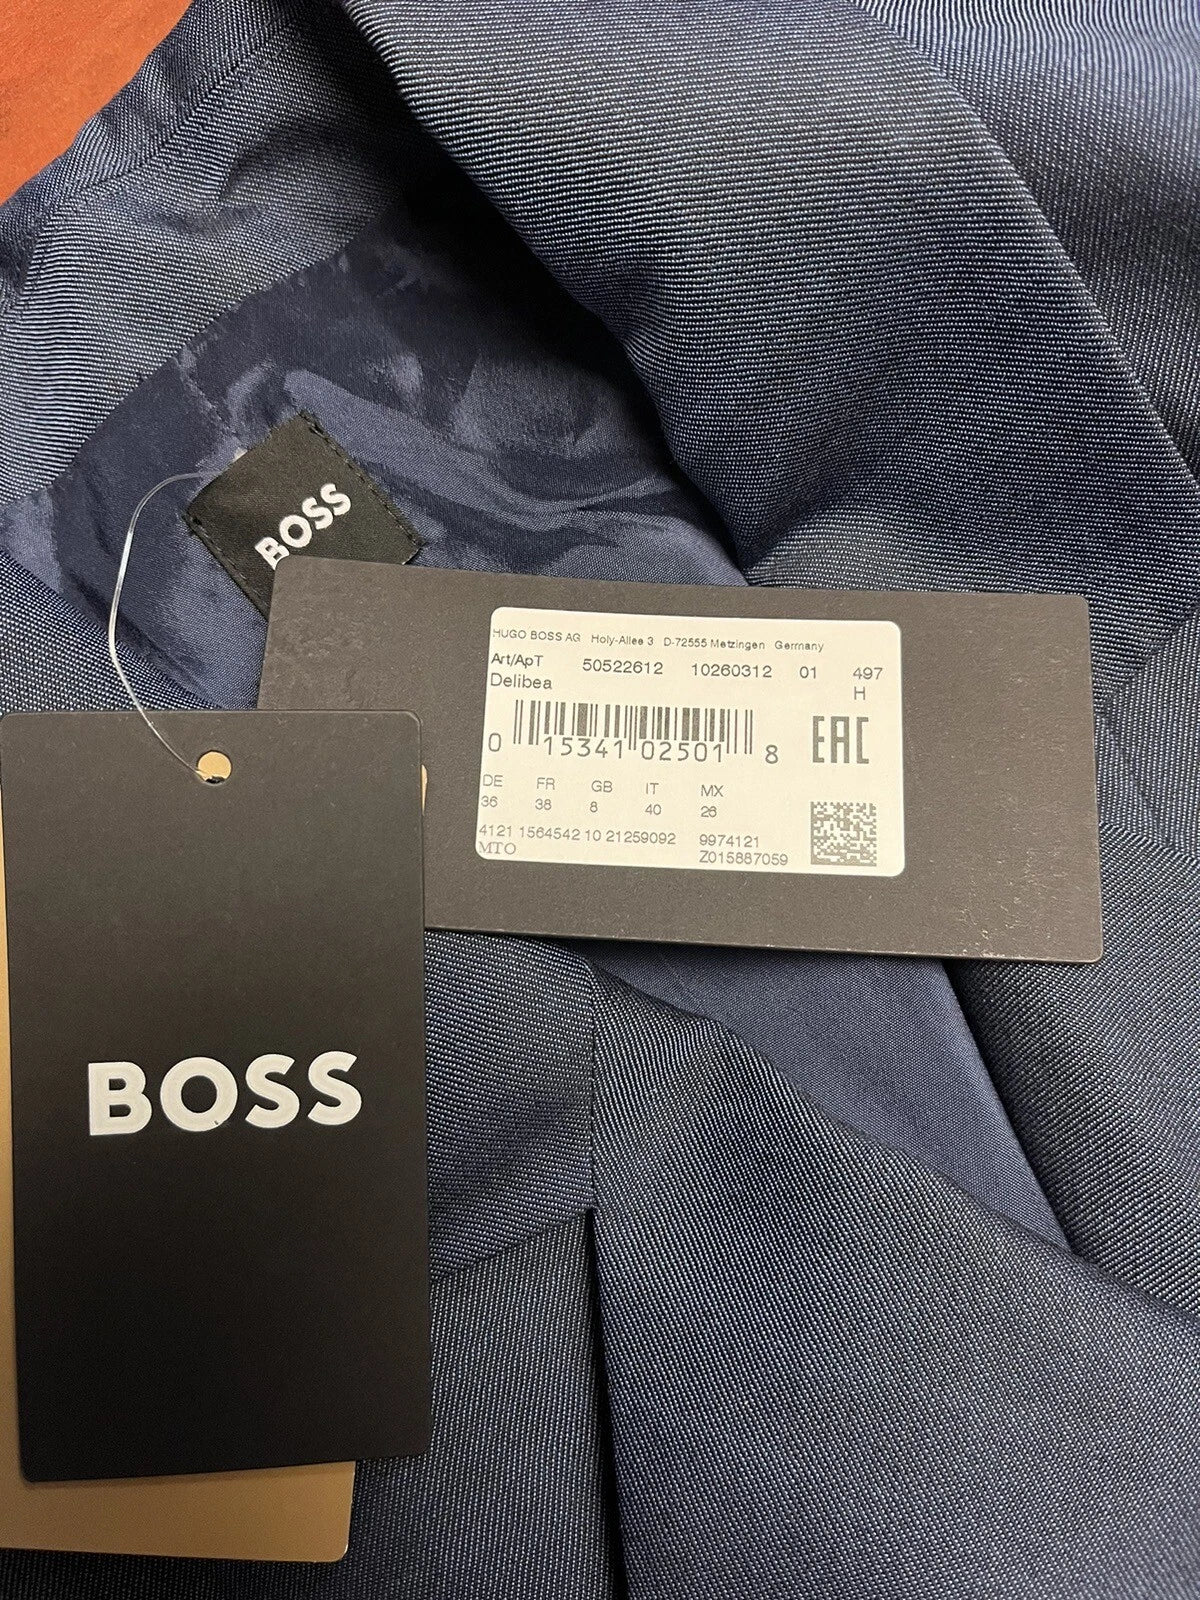 BOSS
HUGO BOSS AG Holy-Allee 3 D-72555 Metzingen Germany
Art/ApT 50522612 10260312 01 497
Delibea H
0 15341 02501 8
EAC
DE FR GB IT MX
36 38 8 40 26
4121 1564542 10 21259092 9974121
MTO Z015887059
BOSS